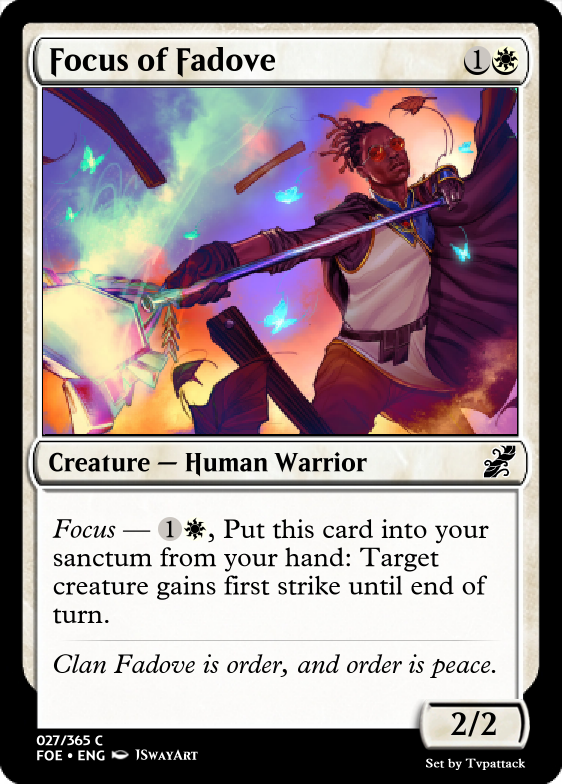 Focus of Fadove 1
Creature — Human Warrior
Focus — 1, Put this card into your
sanctum from your hand: Target
creature gains first strike until end of
turn.
Clan Fadove is order, and order is peace.
2/2
027/365 C
FOE • ENG JSwayArt
Set by Tvpattack